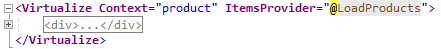 <Virtualize Context="product" ItemsProvider="@LoadProducts">
<div>...</div>
</Virtualize>